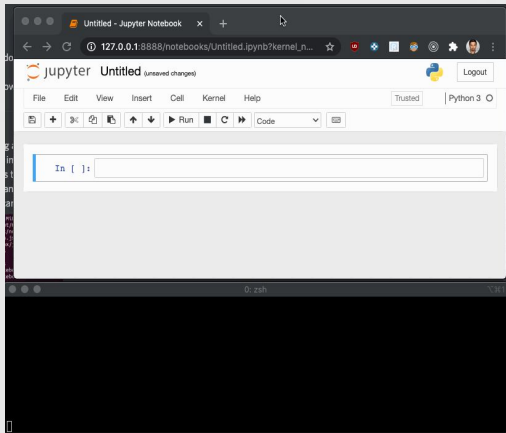 Untitled - Jupyter Notebook
127.0.0.1:8888/notebooks/Untitled.ipynb?kernel_n...
jupyter Untitled (unsaved changes)
Logout
File Edit View Insert Cell Kernel Help
Trusted
Python 3
Run
Code
In [ ]:
0: zsh